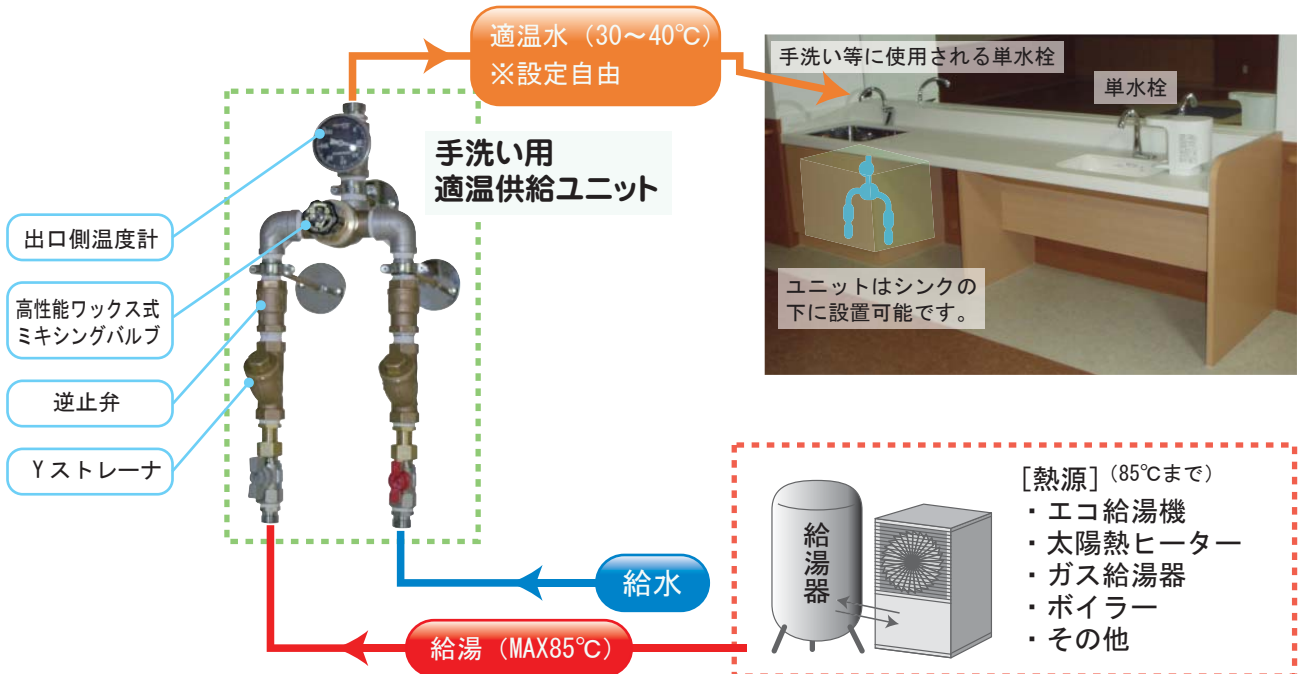 適温水（30～40℃）
※設定自由
手洗い用
適温供給ユニット
出口側温度計
高性能ワックス式
ミキシングバルブ
逆止弁
Yストレーナ
給水
給湯（MAX85℃）
手洗い等に使用される単水栓
単水栓
ユニットはシンクの
下に設置可能です。
給湯器
[熱源]（85℃まで）
・エコ給湯機
・太陽熱ヒーター
・ガス給湯器
・ボイラー
・その他